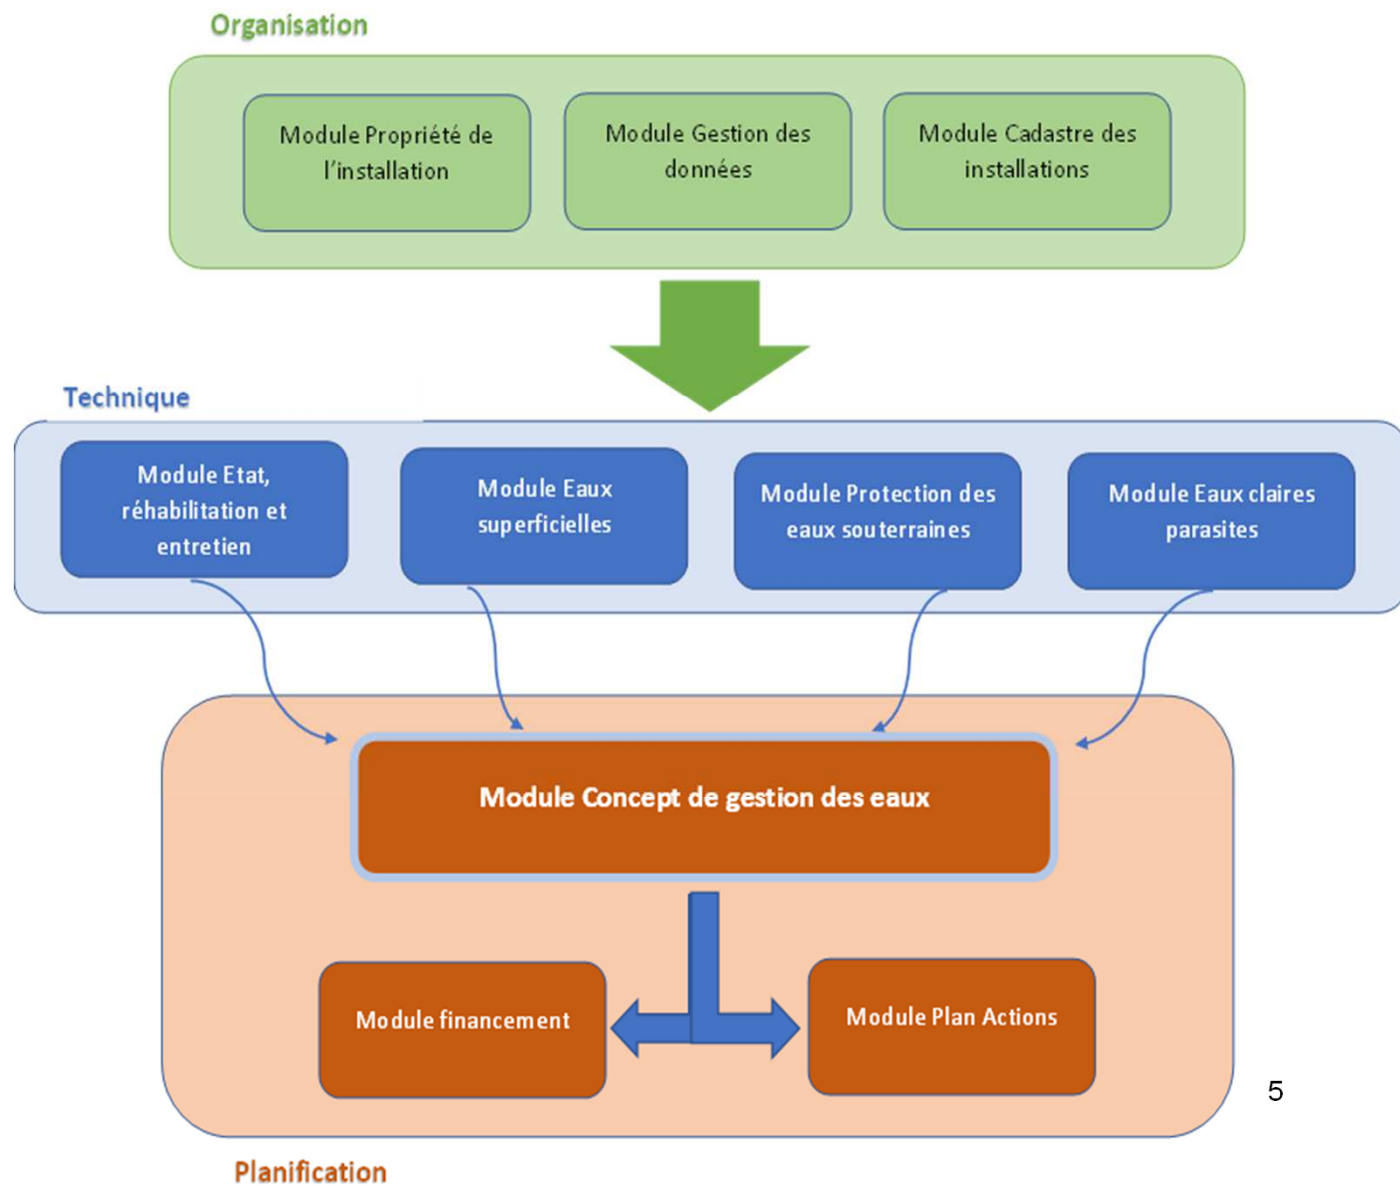 Organisation
Module Propriété de
l'installation
Module Gestion des
données
Module Cadastre des
installations
Technique
Module Etat,
réhabilitation et
entretien
Module Eaux
superficielles
Module Protection des
eaux souterraines
Module Eaux claires
parasites
Module Concept de gestion des eaux
Module financement
Module Plan Actions
5
Planification